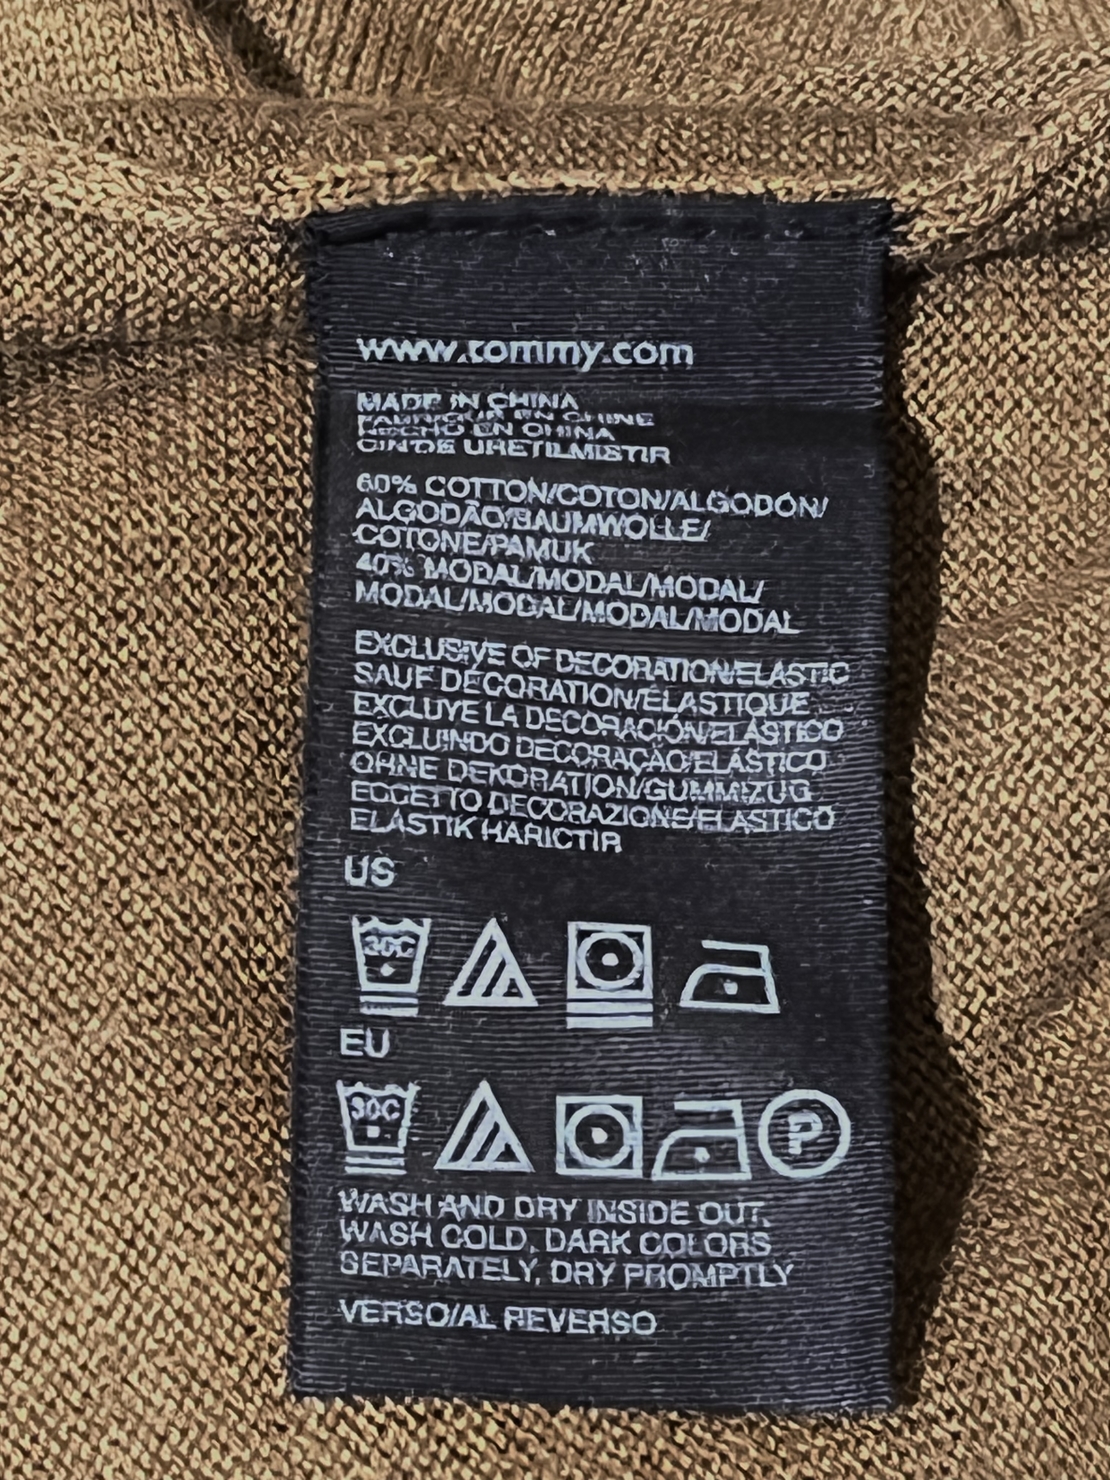 www.tommy.com
MADE IN CHINA
FABRIQUÉ EN CHINE
HECHO EN CHINA
CINDE URETILMISTIR
60% COTTON/COTON/ALGODÓN/
ALGODÃO/BAUMWOLLE/
COTONE/PAMUK
40% MODAL/MODAL/MODAL/
MODAL/MODAL/MODAL/MODAL
EXCLUSIVE OF DECORATION/ELASTIC
SAUF DÉCORATION/ÉLASTIQUE
EXCLUYE LA DECORACIÓN/ELÁSTICO
EXCLUINDO DECORAÇÃO/ELÁSTICO
OHNE DEKORATION/GUMMIZUG
ECCETTO DECORAZIONE/ELASTICO
ELASTIK HARICTIR
US
30C
EU
30C P
WASH AND DRY INSIDE OUT.
WASH COLD, DARK COLORS
SEPARATELY, DRY PROMPTLY
VERSO/AL REVERSO